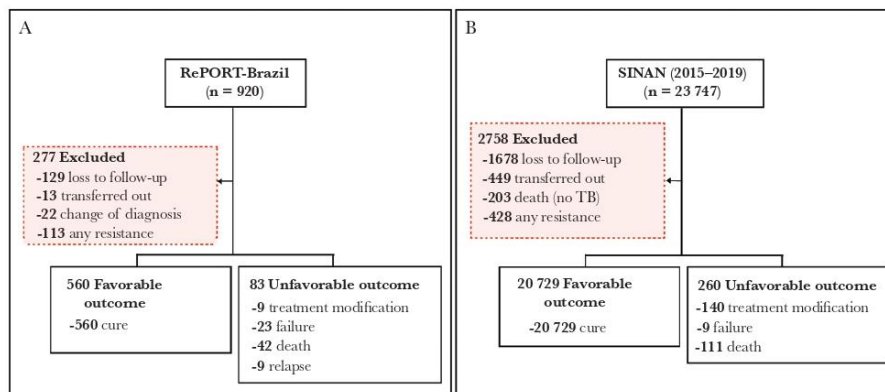 A
RePORT-Brazil
(n = 920)
277 Excluded
-129 loss to follow-up
-13 transferred out
-22 change of diagnosis
-113 any resistance
560 Favorable
outcome
-560 cure
83 Unfavorable outcome
-9 treatment modification
-23 failure
-42 death
-9 relapse
B
SINAN (2015–2019)
(n = 23 747)
2758 Excluded
-1678 loss to follow-up
-449 transferred out
-203 death (no TB)
-428 any resistance
20 729 Favorable
outcome
-20 729 cure
260 Unfavorable outcome
-140 treatment modification
-9 failure
-111 death